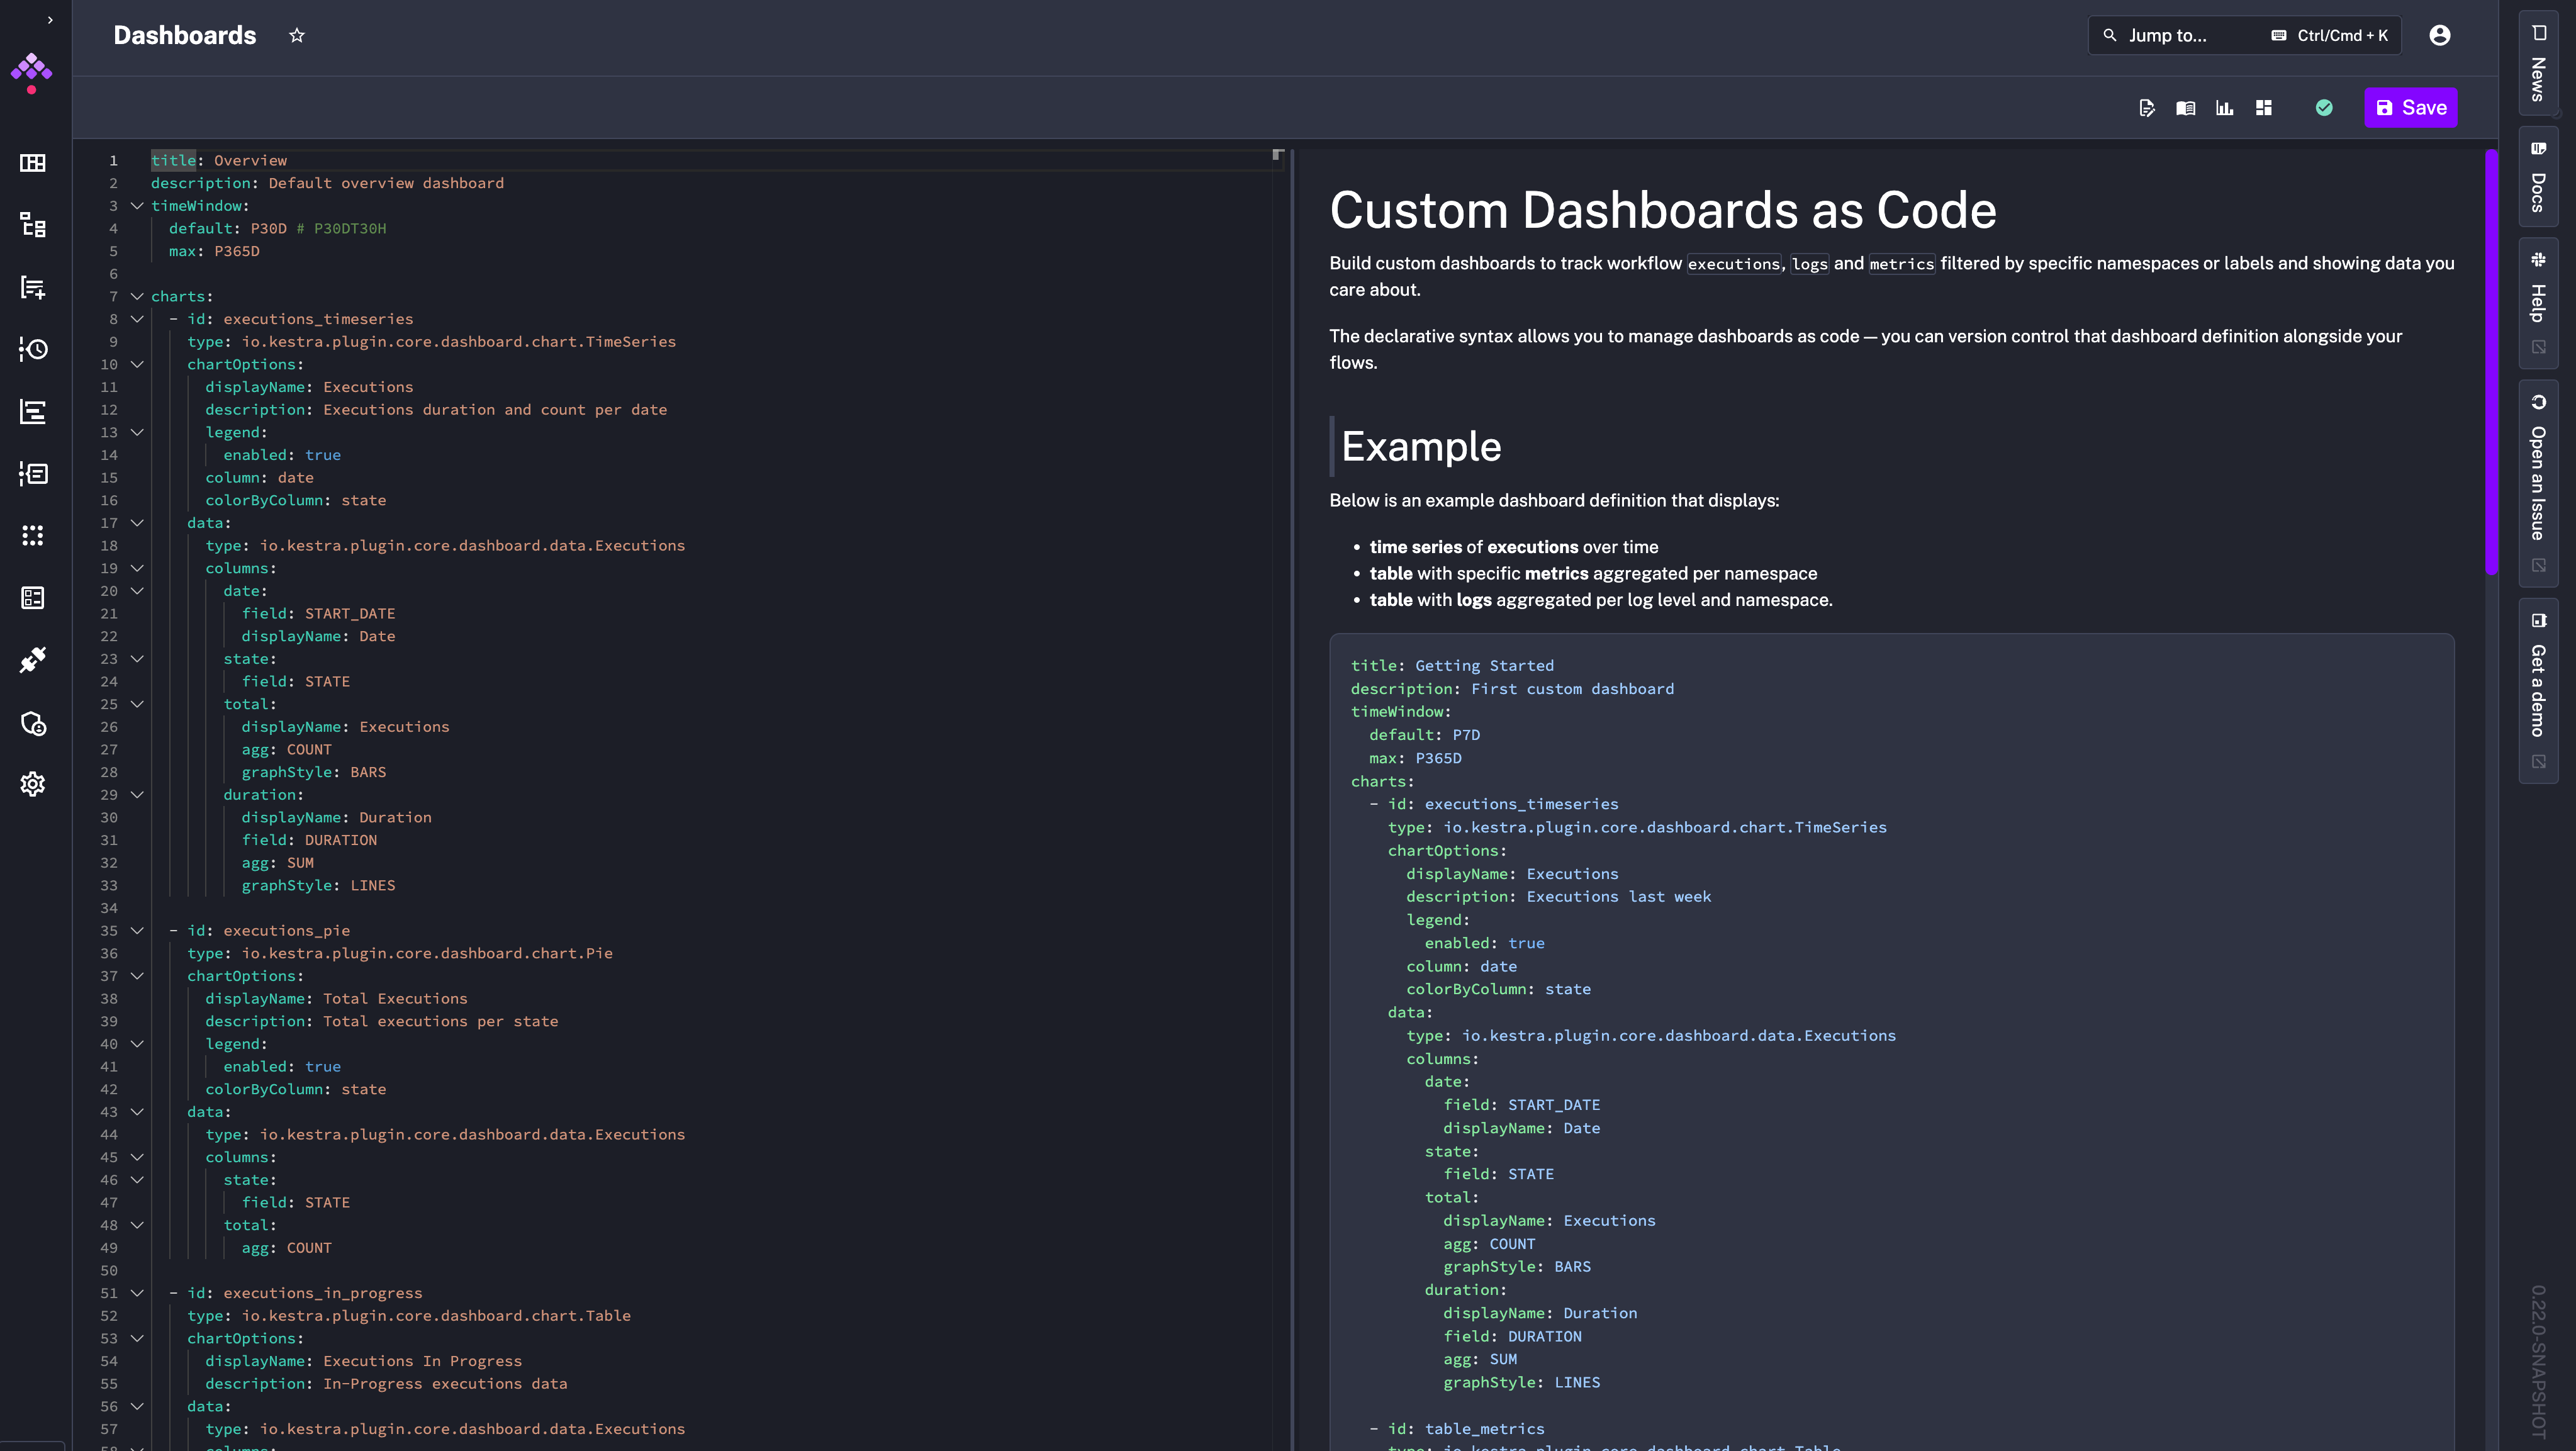 Dashboards
Jump to...
Ctrl/Cmd + K
Save
1 title: Overview
2 description: Default overview dashboard
3 timeWindow:
4   default: P30D # P30DT30H
5   max: P365D
6
7 charts:
8   - id: executions_timeseries
9     type: io.kestra.plugin.core.dashboard.chart.TimeSeries
10     chartOptions:
11       displayName: Executions
12       description: Executions duration and count per date
13       legend:
14         enabled: true
15       column: date
16       colorByColumn: state
17     data:
18       type: io.kestra.plugin.core.dashboard.data.Executions
19       columns:
20         date:
21           field: START_DATE
22           displayName: Date
23         state:
24           field: STATE
25         total:
26           displayName: Executions
27           agg: COUNT
28           graphStyle: BARS
29         duration:
30           displayName: Duration
31           field: DURATION
32           agg: SUM
33           graphStyle: LINES
34
35   - id: executions_pie
36     type: io.kestra.plugin.core.dashboard.chart.Pie
37     chartOptions:
38       displayName: Total Executions
39       description: Total executions per state
40       legend:
41         enabled: true
42       colorByColumn: state
43     data:
44       type: io.kestra.plugin.core.dashboard.data.Executions
45       columns:
46         state:
47           field: STATE
48         total:
49           agg: COUNT
50
51   - id: executions_in_progress
52     type: io.kestra.plugin.core.dashboard.chart.Table
53     chartOptions:
54       displayName: Executions In Progress
55       description: In-Progress executions data
56     data:
57       type: io.kestra.plugin.core.dashboard.data.Executions
58       columns:
Custom Dashboards as Code
Build custom dashboards to track workflow executions, logs and metrics filtered by specific namespaces or labels and showing data you
care about.
The declarative syntax allows you to manage dashboards as code — you can version control that dashboard definition alongside your
flows.
Example
Below is an example dashboard definition that displays:
• time series of executions over time
• table with specific metrics aggregated per namespace
• table with logs aggregated per log level and namespace.
title: Getting Started
description: First custom dashboard
timeWindow:
  default: P7D
  max: P365D
charts:
  - id: executions_timeseries
    type: io.kestra.plugin.core.dashboard.chart.TimeSeries
    chartOptions:
      displayName: Executions
      description: Executions last week
      legend:
        enabled: true
      column: date
      colorByColumn: state
    data:
      type: io.kestra.plugin.core.dashboard.data.Executions
      columns:
        date:
          field: START_DATE
          displayName: Date
        state:
          field: STATE
        total:
          displayName: Executions
          agg: COUNT
          graphStyle: BARS
        duration:
          displayName: Duration
          field: DURATION
          agg: SUM
          graphStyle: LINES
  - id: table_metrics
    type: io.kestra.plugin.core.dashboard.chart.Table
News
Docs
Help
Open an Issue
Get a demo
0.22.0-SNAPSHOT